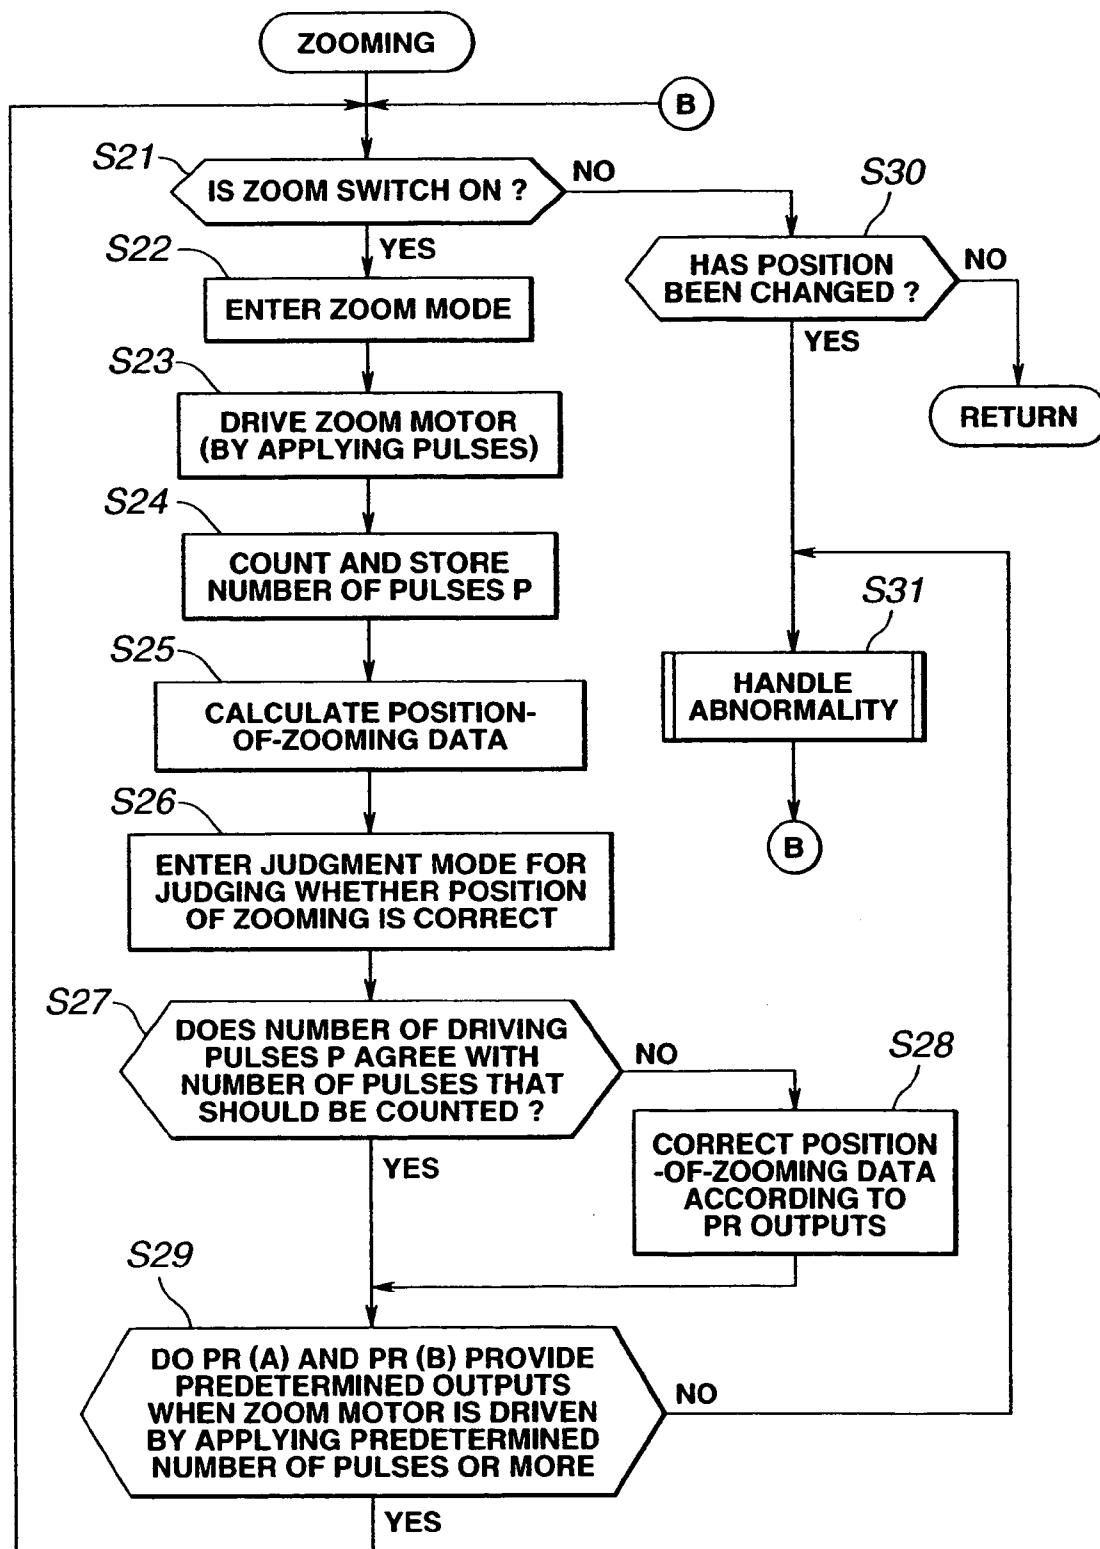 ZOOMING
B
S21
IS ZOOM SWITCH ON ?
NO
S30
YES
S22
HAS POSITION
BEEN CHANGED ?
NO
ENTER ZOOM MODE
YES
S23
DRIVE ZOOM MOTOR
(BY APPLYING PULSES)
RETURN
S24
COUNT AND STORE
NUMBER OF PULSES P
S31
S25
HANDLE
ABNORMALITY
CALCULATE POSITION-
OF-ZOOMING DATA
S26
B
ENTER JUDGMENT MODE FOR
JUDGING WHETHER POSITION
OF ZOOMING IS CORRECT
S27
DOES NUMBER OF DRIVING
PULSES P AGREE WITH
NUMBER OF PULSES THAT
SHOULD BE COUNTED ?
NO
S28
YES
CORRECT POSITION
-OF-ZOOMING DATA
ACCORDING TO
PR OUTPUTS
S29
DO PR (A) AND PR (B) PROVIDE
PREDETERMINED OUTPUTS
WHEN ZOOM MOTOR IS DRIVEN
BY APPLYING PREDETERMINED
NUMBER OF PULSES OR MORE
NO
YES